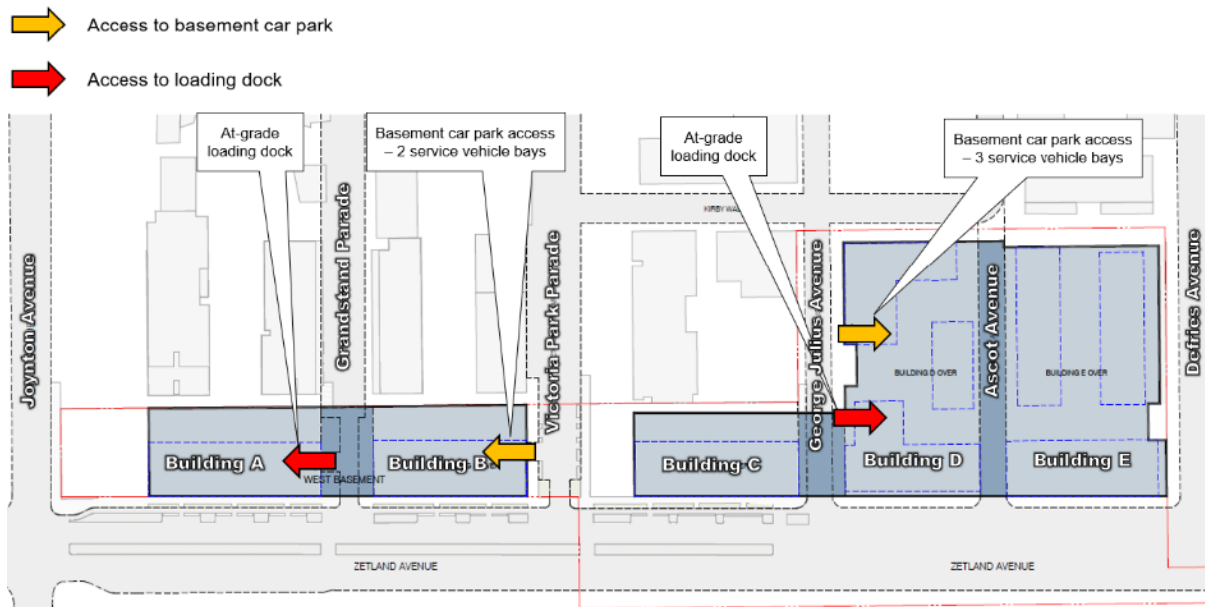 Access to basement car park
Access to loading dock
At-grade
loading dock
Basement car park access
– 2 service vehicle bays
At-grade
loading dock
Basement car park access
– 3 service vehicle bays
Joynton Avenue
Grandstand Parade
Victoria Park Parade
KIRBY WAL
George Julius Avenue
Ascot Avenue
Defries Avenue
BUILDING D OVER
BUILDING E OVER
Building A
WEST BASEMENT
Building B
Building C
Building D
Building E
ZETLAND AVENUE
ZETLAND AVENUE